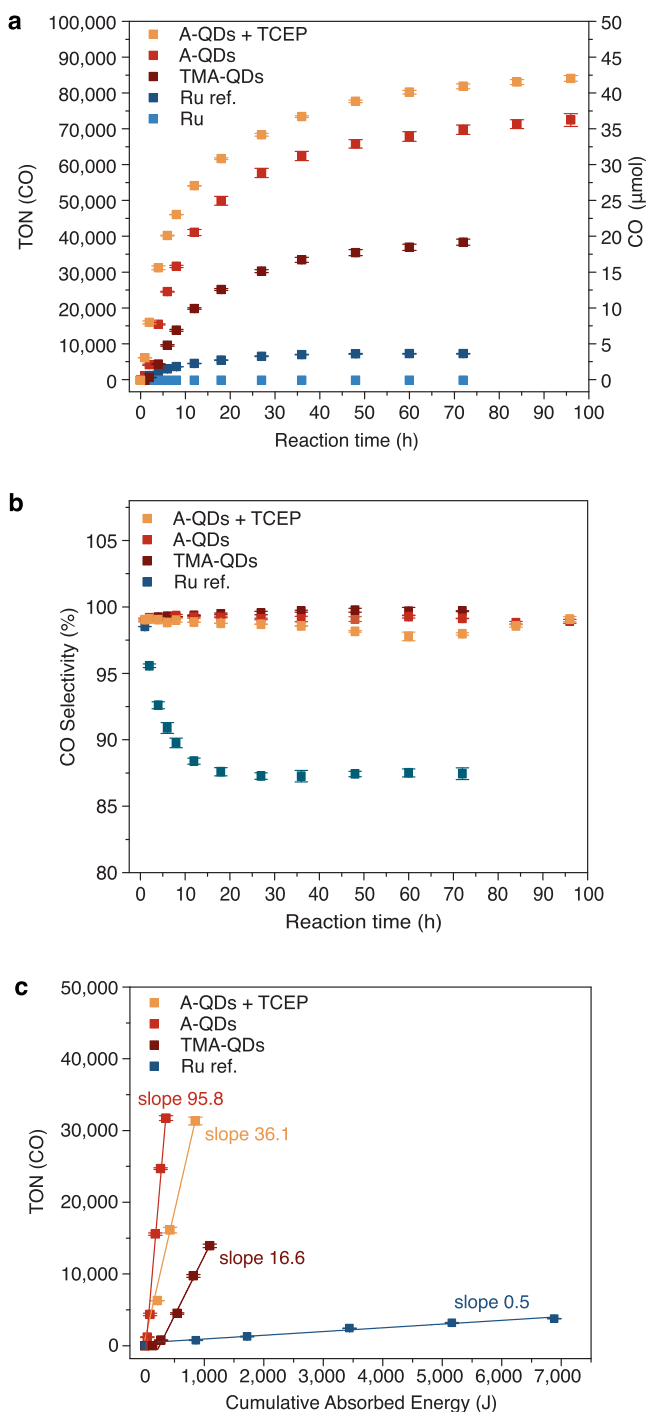 a
A-QDs + TCEP
A-QDs
TMA-QDs
Ru ref.
Ru
TON (CO)
100,000
90,000
80,000
70,000
60,000
50,000
40,000
30,000
20,000
10,000
0
CO (μmol)
50
45
40
35
30
25
20
15
10
5
0
0 10 20 30 40 50 60 70 80 90 100
Reaction time (h)
b
A-QDs + TCEP
A-QDs
TMA-QDs
Ru ref.
CO Selectivity (%)
105
100
95
90
85
80
0 10 20 30 40 50 60 70 80 90 100
Reaction time (h)
c
A-QDs + TCEP
A-QDs
TMA-QDs
Ru ref.
TON (CO)
50,000
40,000
30,000
20,000
10,000
0
slope 95.8
slope 36.1
slope 16.6
slope 0.5
0 1,000 2,000 3,000 4,000 5,000 6,000 7,000
Cumulative Absorbed Energy (J)